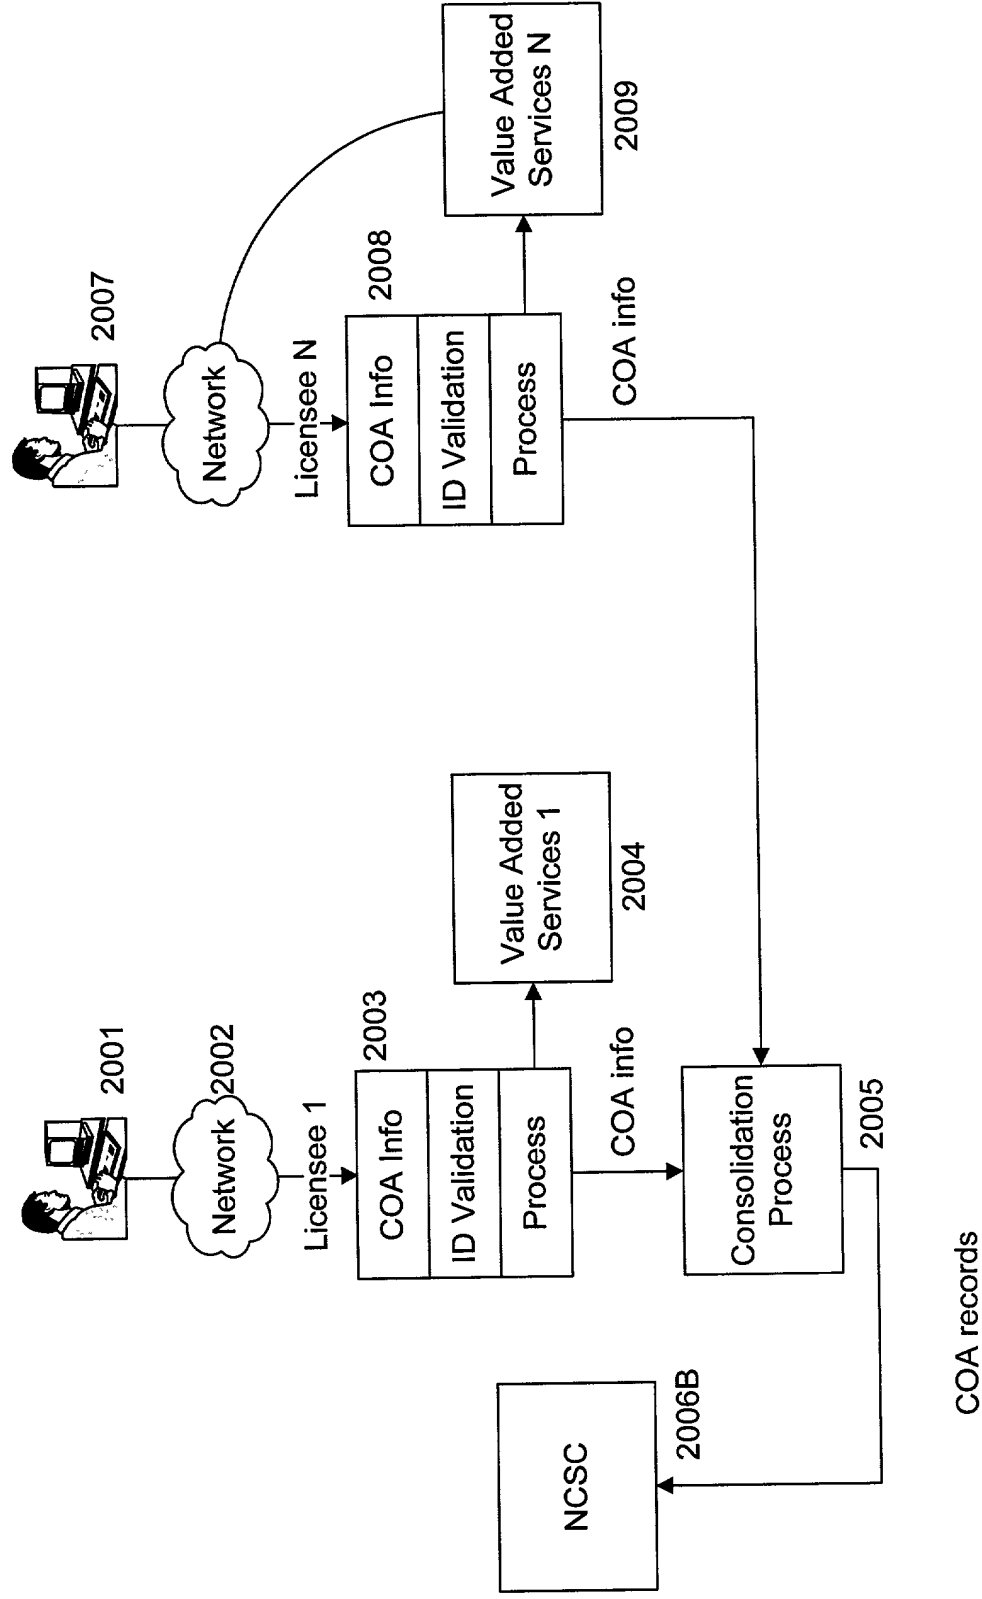 2001
Network
2002
Licensee 1
2003
COA Info
ID Validation
Process
Value Added
Services 1
2004
COA info
Consolidation
Process
2005
NCSC
2006B
COA records
2007
Network
Licensee N
2008
COA Info
ID Validation
Process
Value Added
Services N
2009
COA info